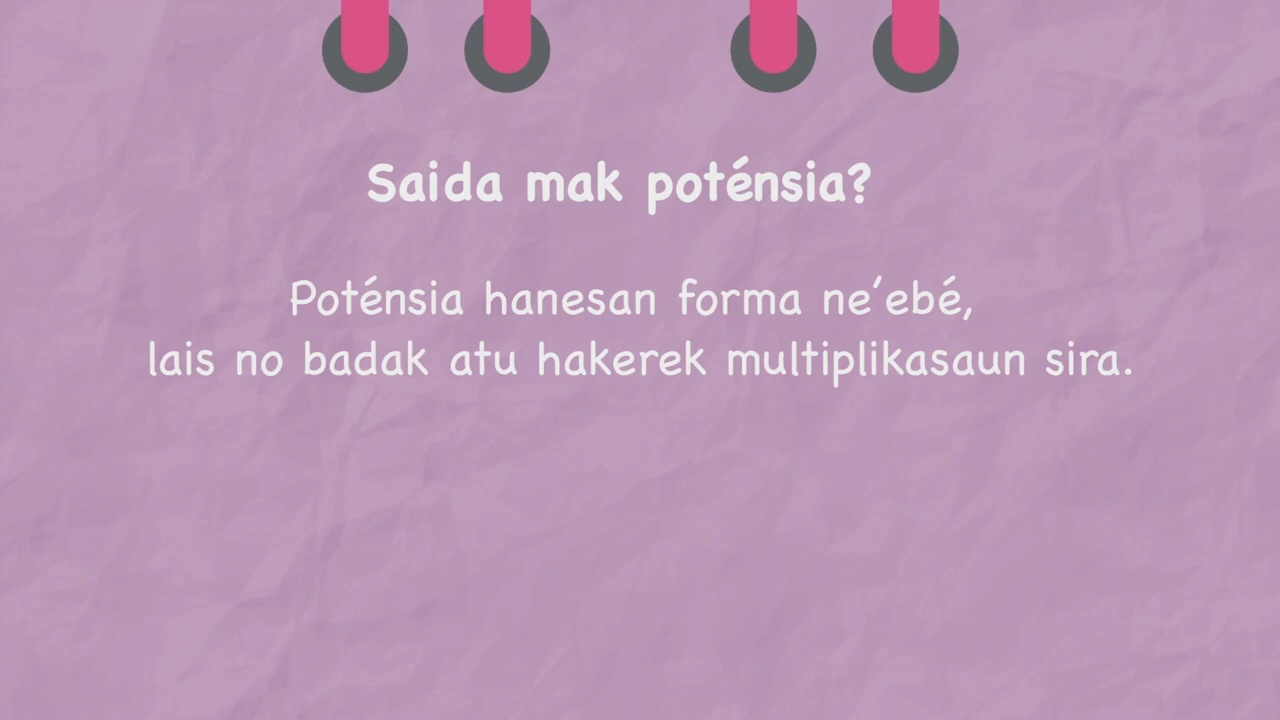 Saida mak poténsia?
Poténsia hanesan forma ne’ebé,
lais no badak atu hakerek multiplikasaun sira.